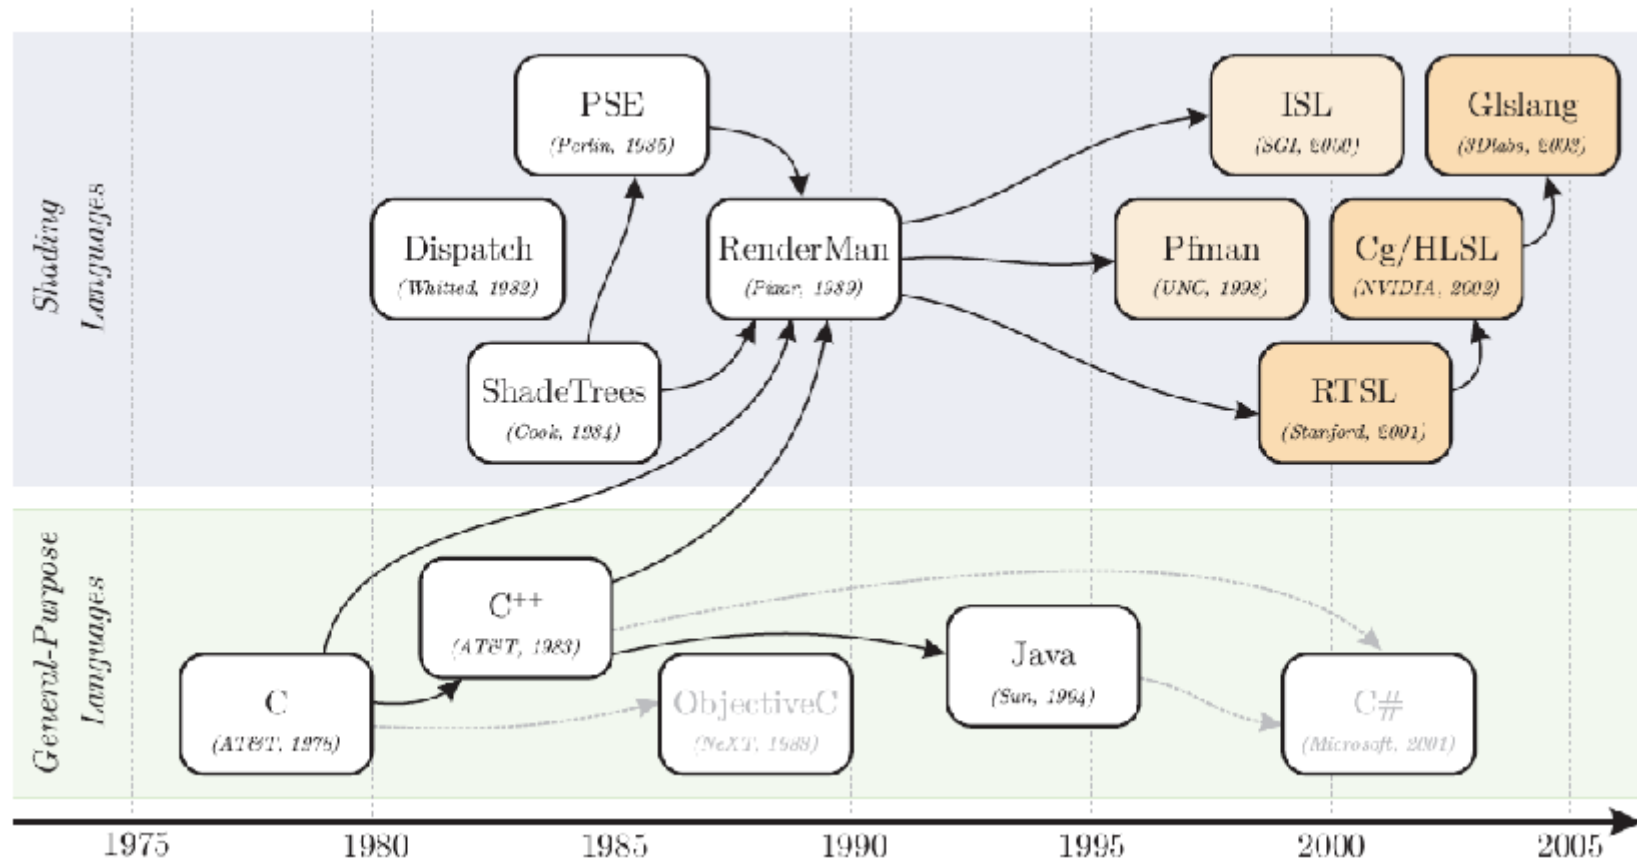 Shading
Languages
PSE
(Perlin, 1985)
ISL
(SGI, 2000)
Glslang
(3Dlabs, 2003)
Dispatch
(Whitted, 1982)
RenderMan
(Pixar, 1989)
Pfman
(UNC, 1998)
Cg/HLSL
(NVIDIA, 2002)
ShadeTrees
(Cook, 1984)
RTSL
(Stanford, 2001)
General-Purpose
Languages
C++
(AT&T, 1983)
Java
(Sun, 1994)
C
(AT&T, 1978)
ObjectiveC
(NeXT, 1988)
C#
(Microsoft, 2001)
1975 1980 1985 1990 1995 2000 2005